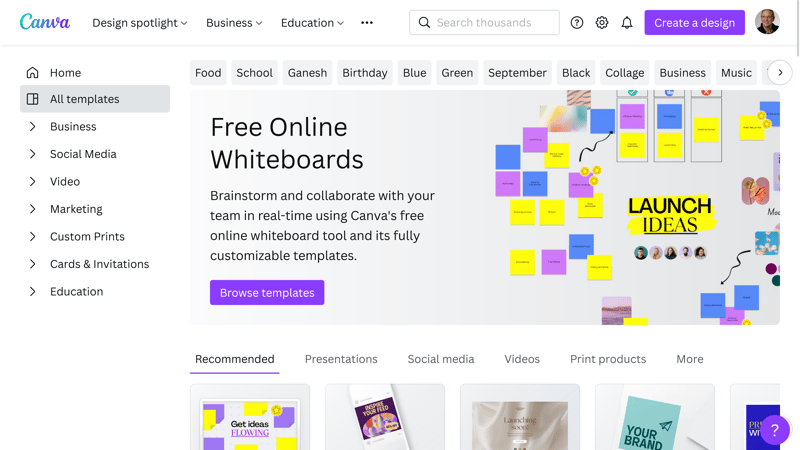 Canva
Design spotlight
Business
Education
Search thousands
Create a design
Home
All templates
Business
Social Media
Video
Marketing
Custom Prints
Cards & Invitations
Education
Food
School
Ganesh
Birthday
Blue
Green
September
Black
Collage
Business
Music
Free Online
Whiteboards
Brainstorm and collaborate with your
team in real-time using Canva's free
online whiteboard tool and its fully
customizable templates.
Browse templates
LAUNCH
IDEAS
Recommended
Presentations
Social media
Videos
Print products
More
Get ideas
FLOWING
INSPIRE
YOUR FEED
Launching
soon!
YOUR
BRAND
?